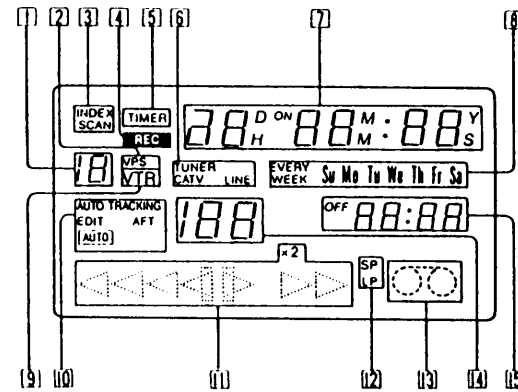 [1] [2] [3] [4] [5] [6] [7] [8]
INDEX
SCAN
TIMER
REC
18 D H ON 88 M M . 88 Y S
18
VPS
VTR
TUNER
CATV LINE
EVERY
WEEK
Su Mo Tu We Th Fr Sa
AUTO TRACKING
EDIT AFT
AUTO
188
OFF 88:88
×2
SP
LP
[9] [10] [11] [12] [13] [14] [15]